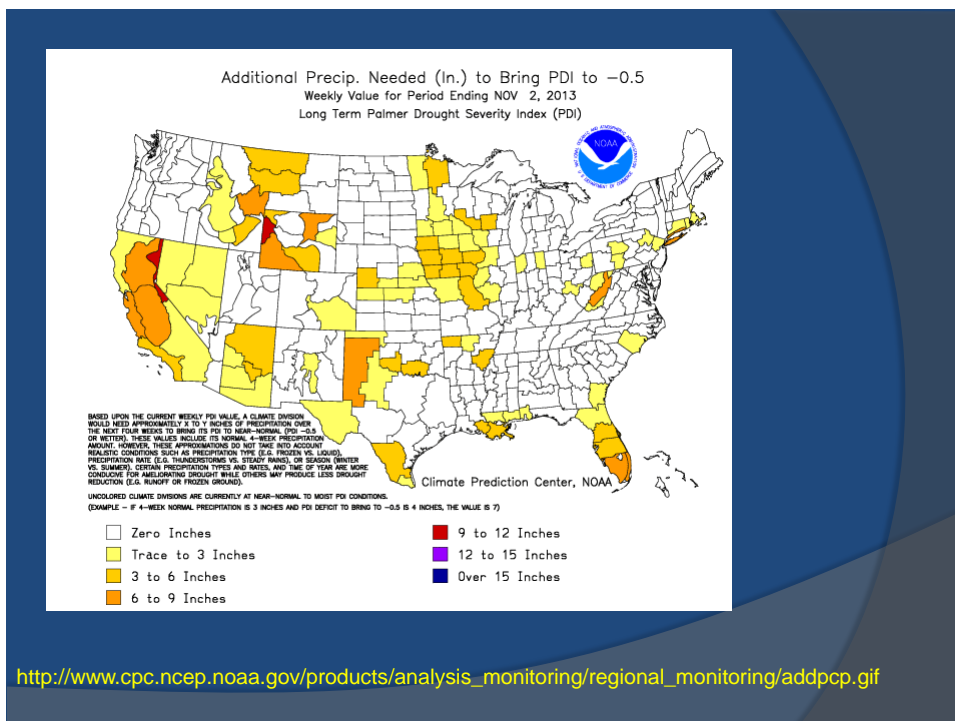 Additional Precip. Needed (In.) to Bring PDI to −0.5
Weekly Value for Period Ending NOV 2, 2013
Long Term Palmer Drought Severity Index (PDI)
NOAA
BASED UPON THE CURRENT WEEKLY PDI VALUE, A CLIMATE DIVISION
WOULD NEED APPROXIMATELY X TO Y INCHES OF PRECIPITATION OVER
THE NEXT FOUR WEEKS TO BRING ITS PDI TO NEAR−NORMAL (PDI −0.5
OR WETTER). THESE VALUES INCLUDE ITS NORMAL 4−WEEK PRECIPITATION
AMOUNT. HOWEVER, THESE APPROXIMATIONS DO NOT TAKE INTO ACCOUNT
REALISTIC CONDITIONS SUCH AS PRECIPITATION TYPE (E.G. FROZEN VS. LIQUID),
PRECIPITATION RATE (E.G. THUNDERSTORMS VS. STEADY RAINS), OR SEASON (WINTER
VS. SUMMER). CERTAIN PRECIPITATION TYPES AND RATES, AND TIME OF YEAR ARE MORE
CONDUCIVE FOR AMELIORATING DROUGHT WHILE OTHERS MAY PRODUCE LESS DROUGHT
REDUCTION (E.G. RUNOFF OR FROZEN GROUND).
Climate Prediction Center, NOAA
UNCOLORED CLIMATE DIVISIONS ARE CURRENTLY AT NEAR−NORMAL TO MOIST PDI CONDITIONS.
(EXAMPLE − IF 4−WEEK NORMAL PRECIPITATION IS 3 INCHES AND PDI DEFICIT TO BRING TO −0.5 IS 4 INCHES, THE VALUE IS 7)
Zero Inches
Trace to 3 Inches
3 to 6 Inches
6 to 9 Inches
9 to 12 Inches
12 to 15 Inches
Over 15 Inches
http://www.cpc.ncep.noaa.gov/products/analysis_monitoring/regional_monitoring/addpcp.gif